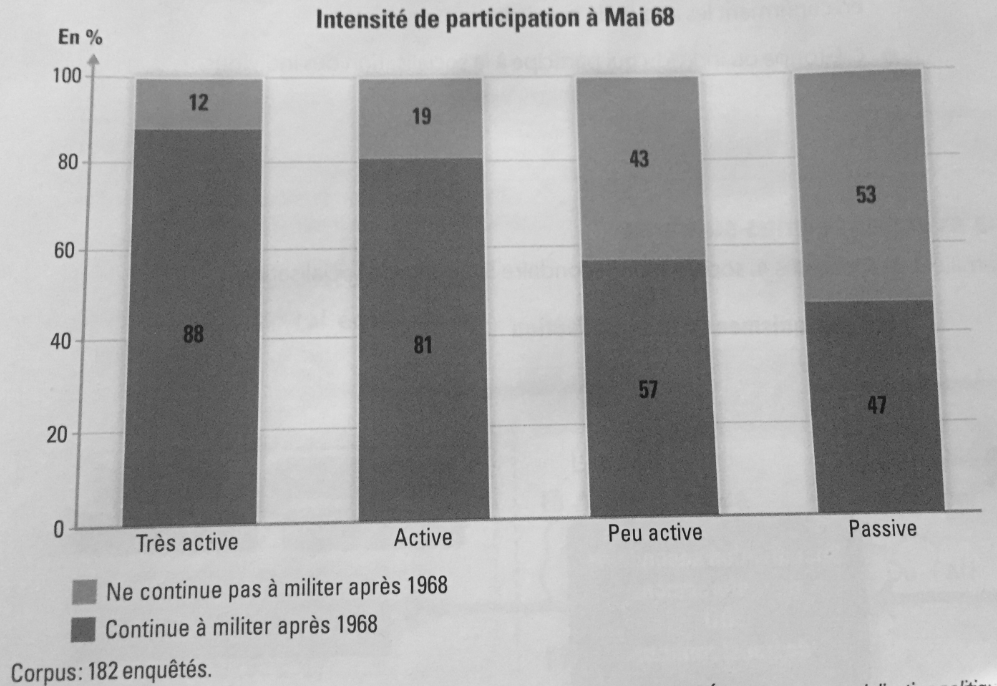 Intensité de participation à Mai 68
En %
100
80
60
40
20
0
12
88
19
81
43
57
53
47
Très active
Active
Peu active
Passive
Ne continue pas à militer après 1968
Continue à militer après 1968
Corpus: 182 enquêtés.